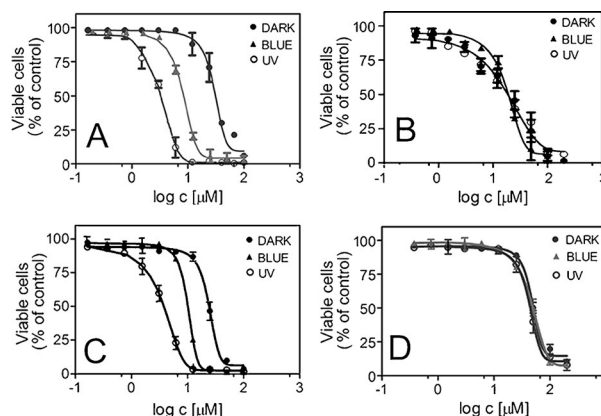 100
75
50
25
0
Viable cells
(% of control)
A
DARK
BLUE
UV
-1
0
1
2
3
log c [µM]
100
75
50
25
0
Viable cells
(% of control)
B
DARK
BLUE
UV
-1
0
1
2
3
log c [µM]
100
75
50
25
0
Viable cells
(% of control)
C
DARK
BLUE
UV
-1
0
1
2
3
log c [µM]
100
75
50
25
0
Viable cells
(% of control)
D
DARK
BLUE
UV
-1
0
1
2
3
log c [µM]